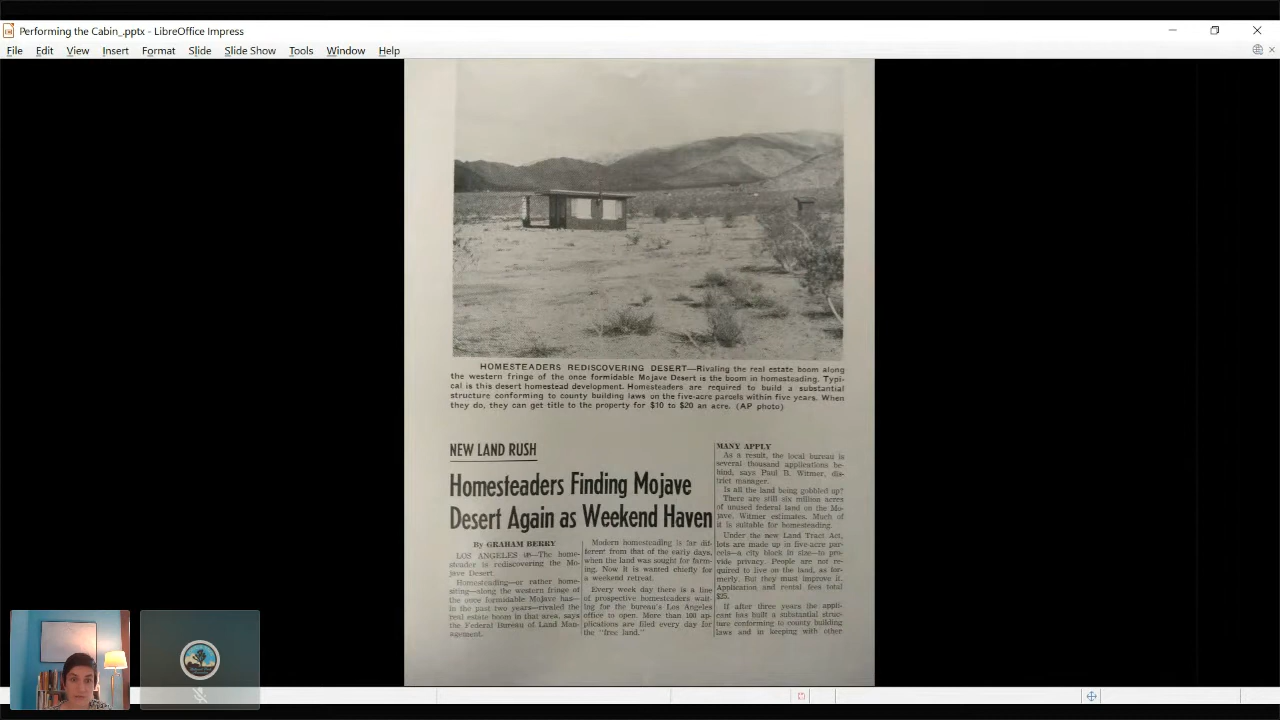 Performing the Cabin_.pptx - LibreOffice Impress
File Edit View Insert Format Slide Slide Show Tools Window Help
HOMESTEADERS REDISCOVERING DESERT—Rivaling the real estate boom along
the western fringe of the once formidable Mojave Desert is the boom in homesteading. Typi-
cal is this desert homestead development. Homesteaders are required to build a substantial
structure conforming to county building laws on the five-acre parcels within five years. When
they do, they can get title to the property for $10 to $20 an acre. (AP photo)
NEW LAND RUSH
Homesteaders Finding Mojave
Desert Again as Weekend Haven
By GRAHAM BERRY
LOS ANGELES (P)—The home-
steader is rediscovering the Mo-
jave Desert.
Homesteading—or rather home-
siting—along the western fringe of
the once formidable Mojave has—
in the past two years—rivaled the
real estate boom in that area, says
the Federal Bureau of Land Man-
agement.
Modern homesteading is far dif-
ferent from that of the early days,
when the land was sought for farm-
ing. Now it is wanted chiefly for
a weekend retreat.
Every week day there is a line
of prospective homesteaders wait-
ing for the bureau's Los Angeles
office to open. More than 100 ap-
plications are filed every day for
the "free land."
MANY APPLY
As a result, the local bureau is
several thousand applications be-
hind, says Paul B. Witmer, dis-
trict manager.
Is all the land being gobbled up?
There are still six million acres
of unused federal land on the Mo-
jave, Witmer estimates. Much of
it is suitable for homesteading.
Under the new Land Tract Act,
lots are made up in five-acre par-
cels—a city block in size—to pro-
vide privacy. People are not re-
quired to live on the land, as for-
merly. But they must improve it.
Application and rental fees total
$25.
If after three years the appli-
cant has built a substantial struc-
ture conforming to county building
laws and in keeping with other